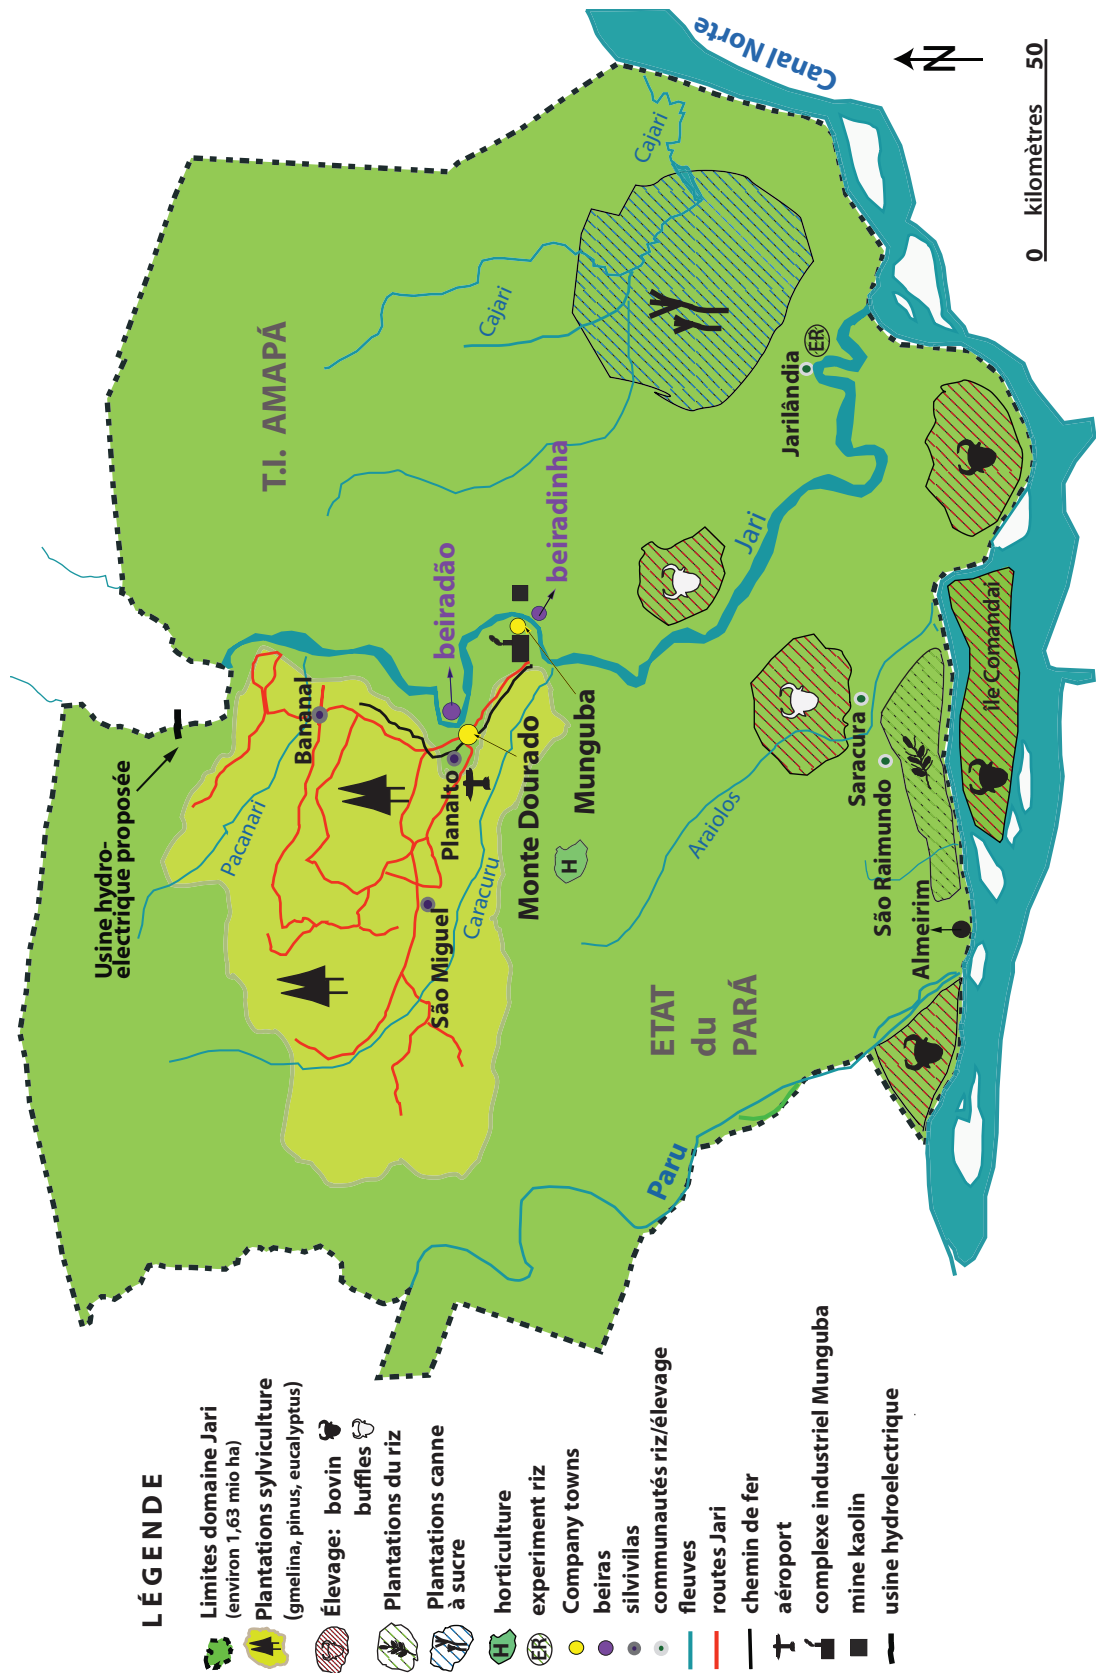 LÉGENDE
Limites domaine Jari
(environ 1,63 mio ha)
Plantations sylviculture
(gmelina, pinus, eucalyptus)
Élevage: bovin
buffles
Plantations du riz
Plantations canne
à sucre
H horticulture
ER experiment riz
Company towns
beiras
silvivilas
communautés riz/élevage
fleuves
routes Jari
chemin de fer
aéroport
complexe industriel Munguba
mine kaolin
usine hydroelectrique
Usine hydro-
electrique proposée
T.I. AMAPÁ
Canal Norte
N
0 kilomètres 50
Cajari
Cajari
Pacanari
Bananal
beiradão
beiradinha
Planalto
São Miguel
Caracuru
Monte Dourado
Munguba
H
Jari
Jarilândia
ER
Araiolos
Saracura
São Raimundo
Almeirim
île Comandaí
ETAT
du
PARÁ
Paru